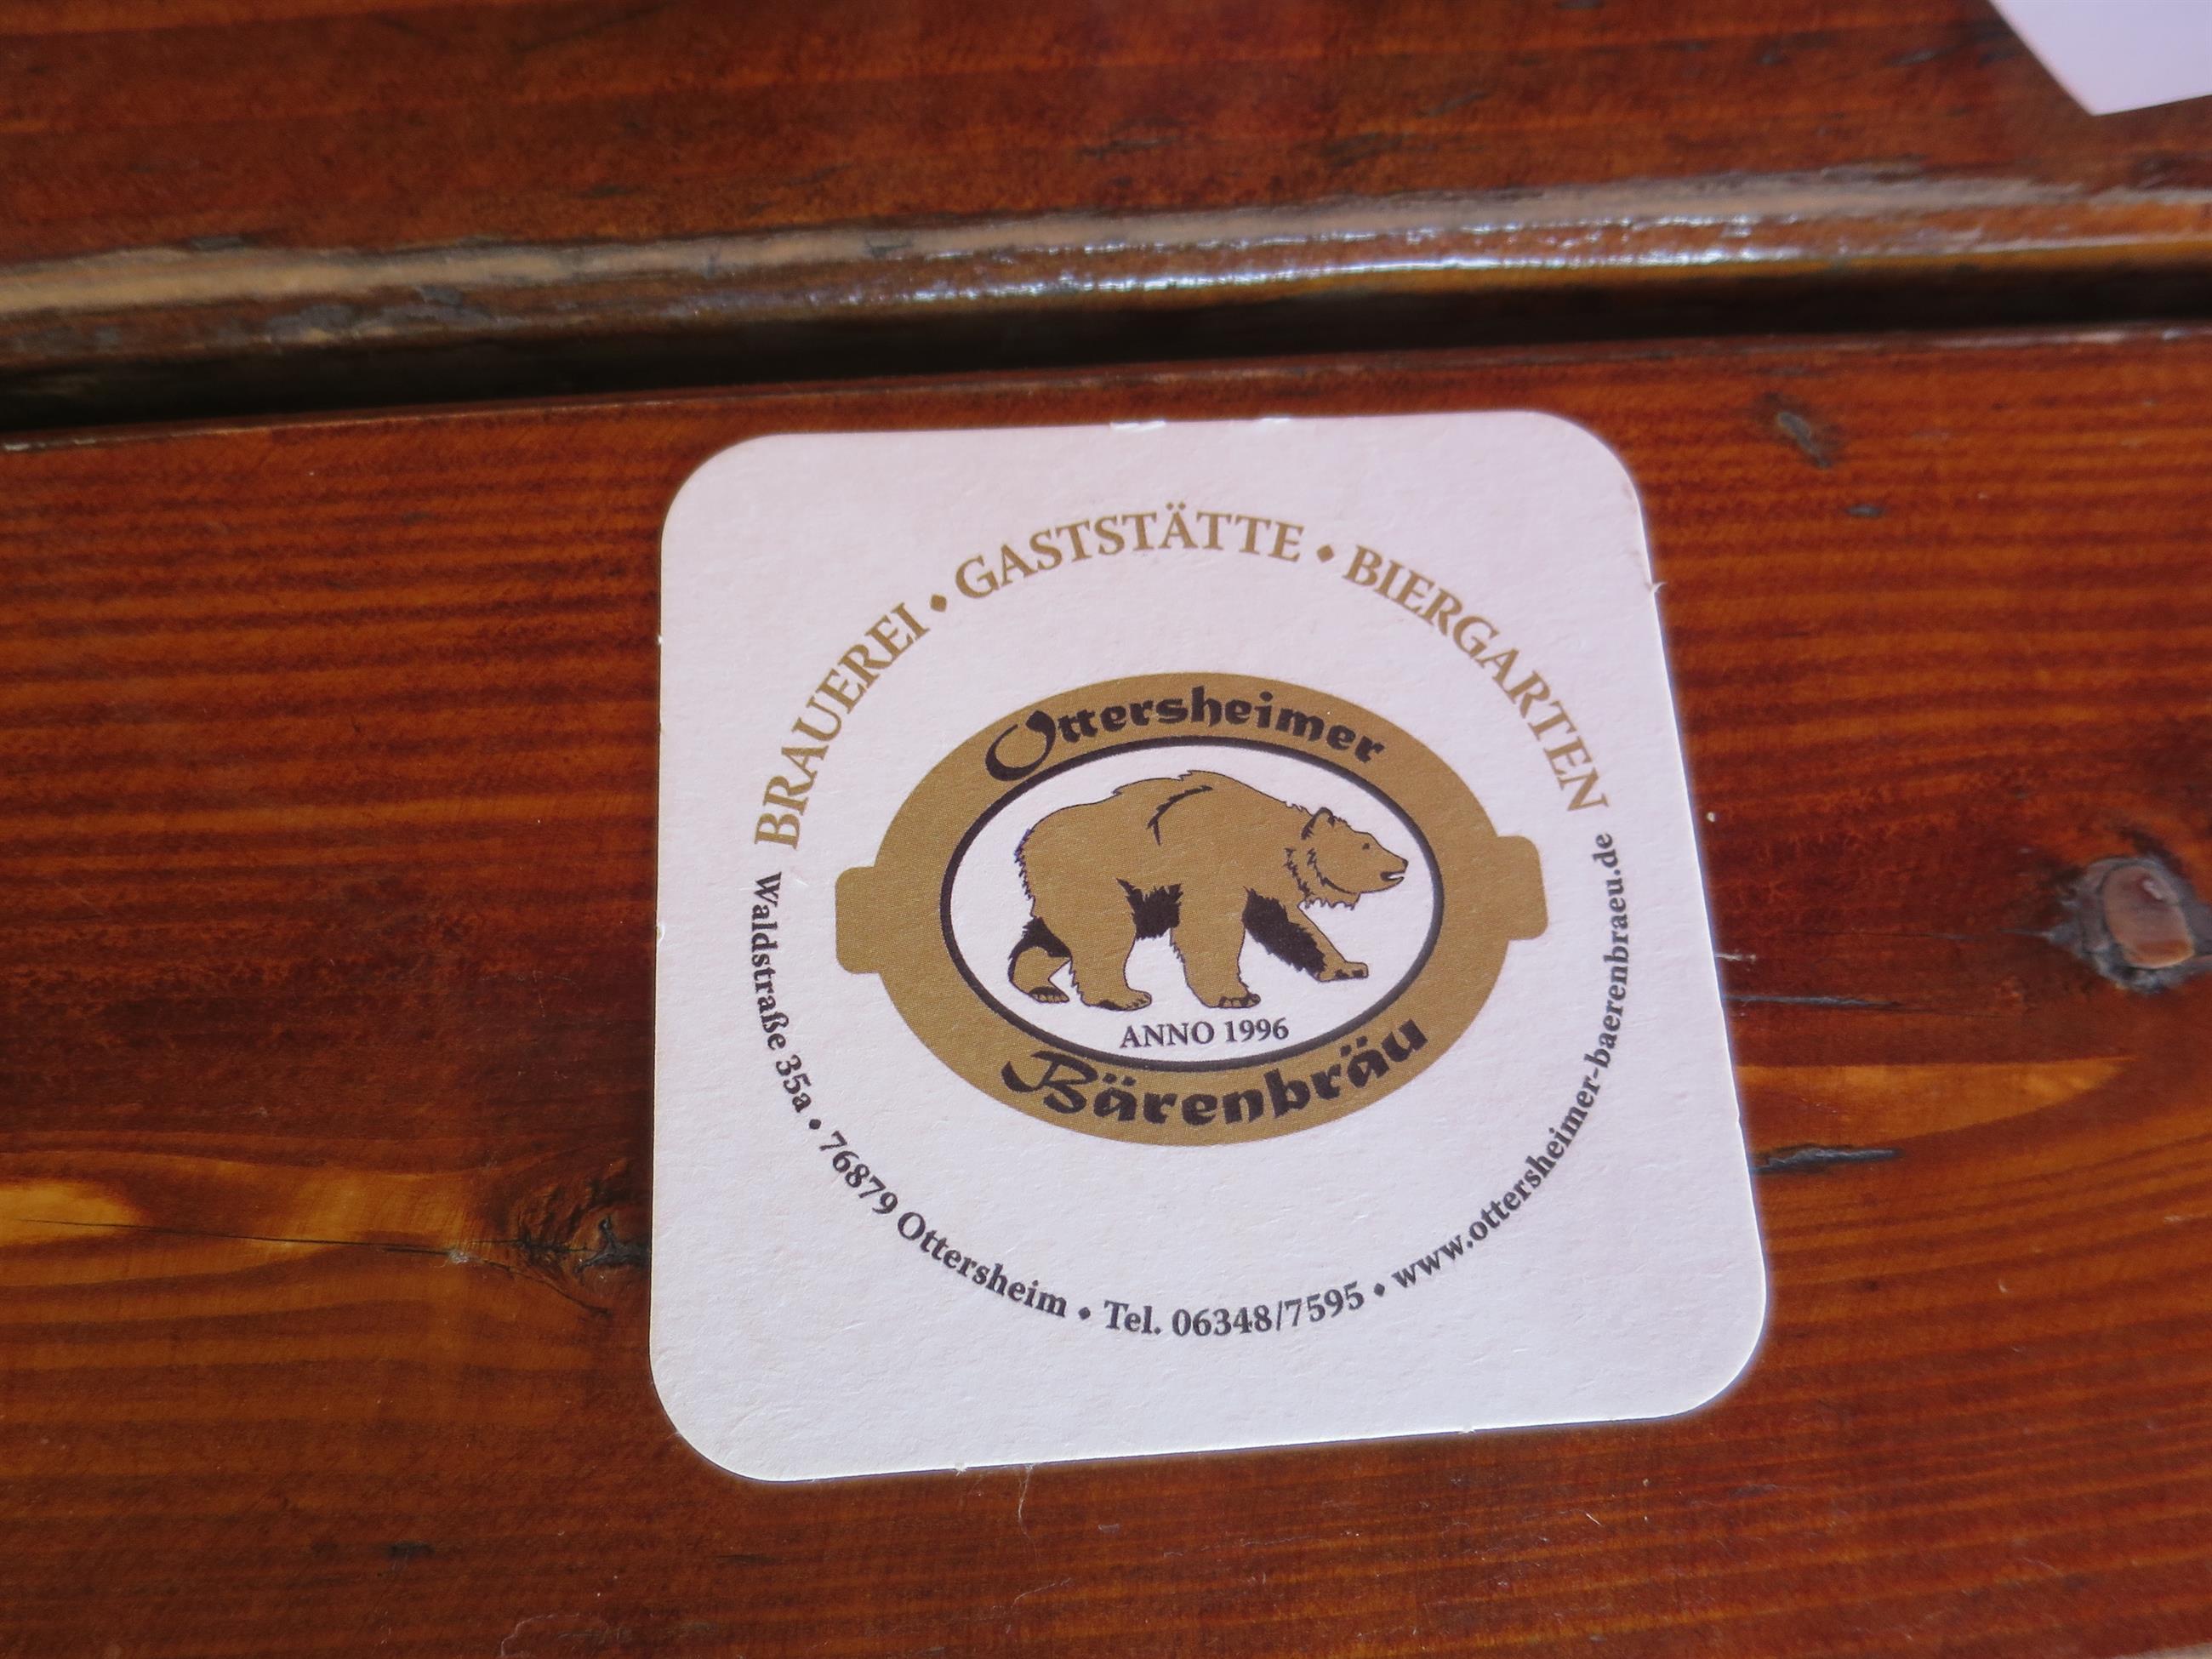 BRAUEREI • GASTSTÄTTE • BIERGARTEN
Ottersheimer
ANNO 1996
Bärenbräu
Waldstraße 35a • 76879 Ottersheim • Tel. 06348/7595 • www.ottersheimer-baerenbraeu.de